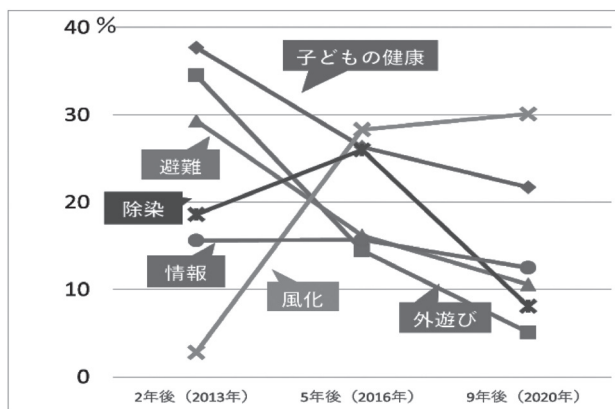 40 %
子どもの健康
30
避難
20
除染
情報
10
風化
外遊び
0
2年後（2013年） 5年後（2016年） 9年後（2020年）